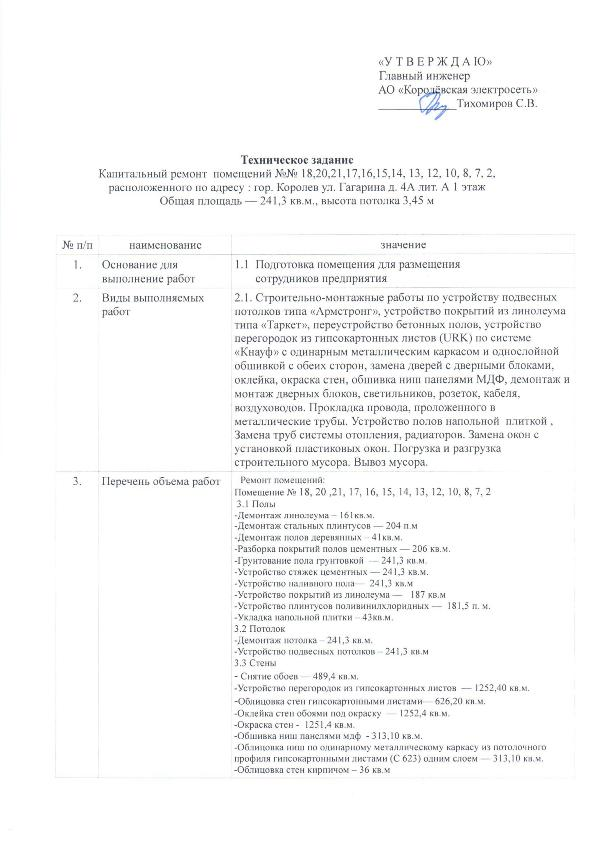 «У Т В Е Р Ж Д А Ю»
Главный инженер
АО «Королёвская электросеть»
_____________Тихомиров С.В.
Техническое задание
Капитальный ремонт помещений №№ 18,20,21,17,16,15,14, 13, 12, 10, 8, 7, 2,
расположенного по адресу : гор. Королев ул. Гагарина д. 4А лит. А 1 этаж
Общая площадь — 241,3 кв.м., высота потолка 3,45 м
№ п/п наименование значение
1. Основание для выполнение работ
1.1 Подготовка помещения для размещения
сотрудников предприятия
2. Виды выполняемых
работ
2.1. Строительно-монтажные работы по устройству подвесных
потолков типа «Армстронг», устройство покрытий из линолеума
типа «Таркет», переустройство бетонных полов, устройство
перегородок из гипсокартонных листов (URK) по системе
«Кнауф» с одинарным металлическим каркасом и однослойной
обшивкой с обеих сторон, замена дверей с дверными блоками,
оклейка, окраска стен, обшивка ниш панелями МДФ, демонтаж и
монтаж дверных блоков, светильников, розеток, кабеля,
воздуховодов. Прокладка провода, проложенного в
металлические трубы. Устройство полов напольной плиткой ,
Замена труб системы отопления, радиаторов. Замена окон с
установкой пластиковых окон. Погрузка и разгрузка
строительного мусора. Вывоз мусора.
3. Перечень объема работ
Ремонт помещений:
Помещение № 18, 20 ,21, 17, 16, 15, 14, 13, 12, 10, 8, 7, 2
3.1 Полы
-Демонтаж линолеума – 161кв.м.
-Демонтаж стальных плинтусов — 204 п.м
-Демонтаж полов деревянных – 41кв.м.
-Разборка покрытий полов цементных — 206 кв.м.
-Грунтование пола грунтовкой — 241,3 кв.м.
-Устройство стяжек цементных — 241,3 кв.м.
-Устройство наливного пола— 241,3 кв.м
-Устройство покрытий из линолеума — 187 кв.м
-Устройство плинтусов поливинилхлоридных — 181,5 п. м.
-Укладка напольной плитки – 43кв.м.
3.2 Потолок
-Демонтаж потолка – 241,3 кв.м.
-Устройство подвесных потолков – 241,3 кв.м
3.3 Стены
- Снятие обоев — 489,4 кв.м.
-Устройство перегородок из гипсокартонных листов — 1252,40 кв.м.
-Облицовка стен гипсокартонными листами— 626,20 кв.м.
-Оклейка стен обоями под окраску — 1252,4 кв.м.
-Окраска стен - 1251,4 кв.м.
-Обшивка ниш панелями мдф - 313,10 кв.м.
-Облицовка ниш по одинарному металлическому каркасу из потолочного
профиля гипсокартонными листами (С 623) одним слоем — 313,10 кв.м.
-Облицовка стен кирпичом – 36 кв.м